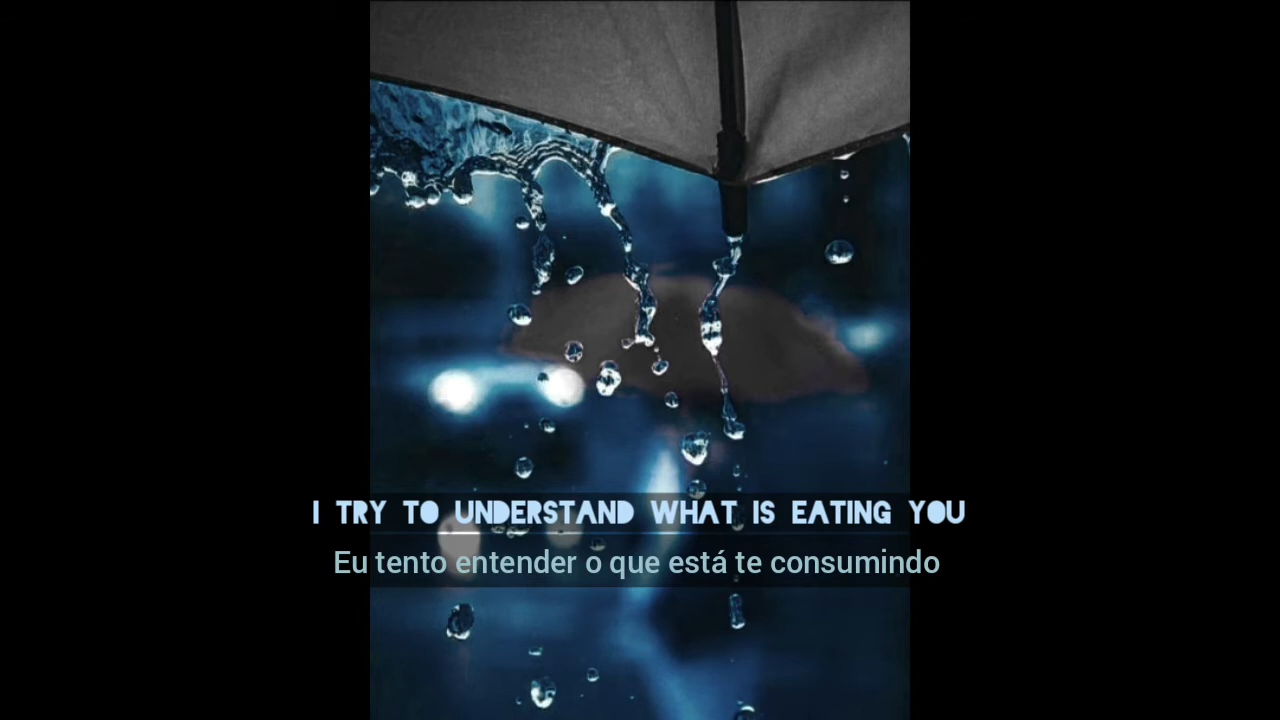 I TRY TO UNDERSTAND WHAT IS EATING YOU
Eu tento entender o que está te consumindo